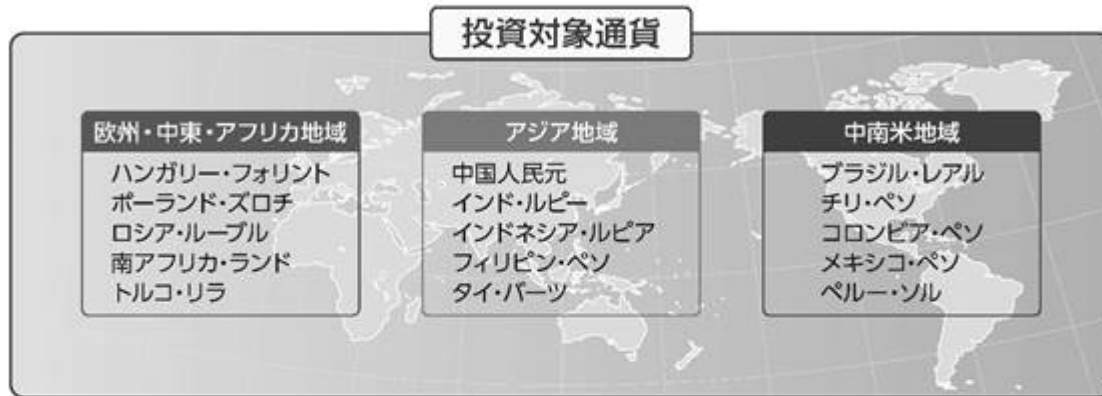 投資対象通貨
欧州・中東・アフリカ地域
ハンガリー・フォリント
ポーランド・ズロチ
ロシア・ルーブル
南アフリカ・ランド
トルコ・リラ
アジア地域
中国人民元
インド・ルピー
インドネシア・ルピア
フィリピン・ペソ
タイ・バーツ
中南米地域
ブラジル・レアル
チリ・ペソ
コロンビア・ペソ
メキシコ・ペソ
ペルー・ソル